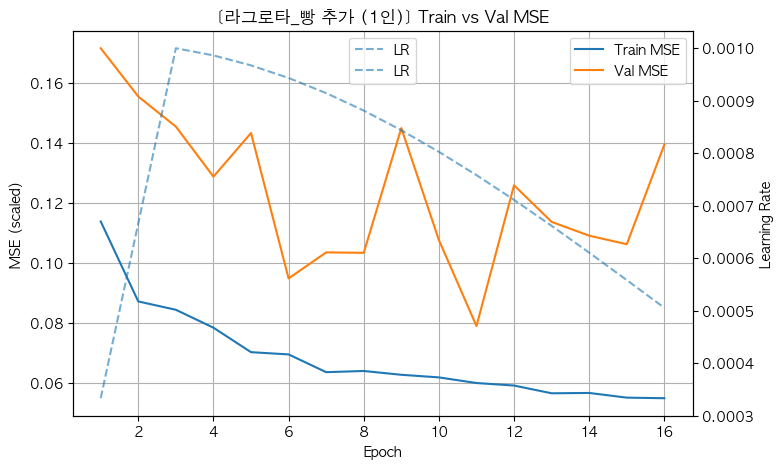 [라그로타_빵 추가 (1인)] Train vs Val MSE
LR
LR
Train MSE
Val MSE
MSE (scaled)
0.16
0.14
0.12
0.10
0.08
0.06
0.0010
0.0009
0.0008
0.0007
0.0006
0.0005
0.0004
0.0003
Learning Rate
2 4 6 8 10 12 14 16
Epoch